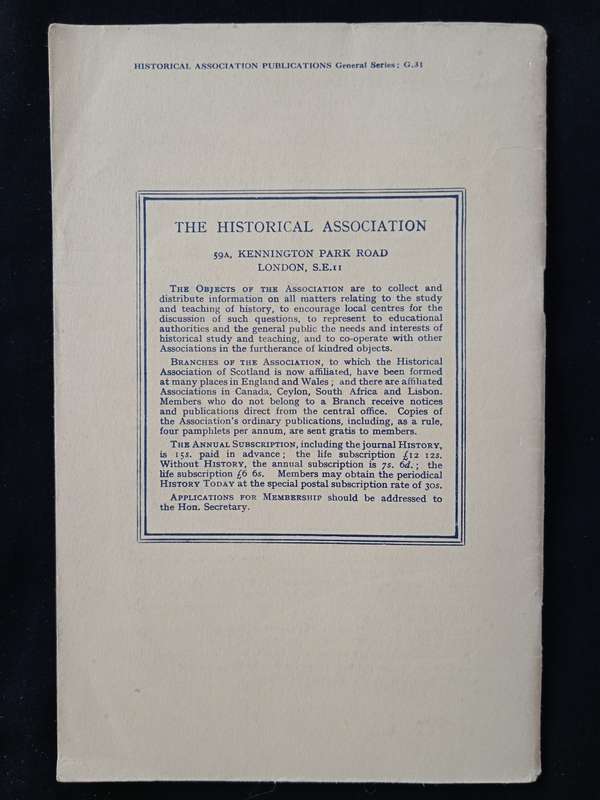 HISTORICAL ASSOCIATION PUBLICATIONS General Series; G.31
THE HISTORICAL ASSOCIATION
59A, KENNINGTON PARK ROAD
LONDON, S.E.11
THE OBJECTS OF THE ASSOCIATION are to collect and
distribute information on all matters relating to the study
and teaching of history, to encourage local centres for the
discussion of such questions, to represent to educational
authorities and the general public the needs and interests of
historical study and teaching, and to co-operate with other
Associations in the furtherance of kindred objects.
BRANCHES OF THE ASSOCIATION, to which the Historical
Association of Scotland is now affiliated, have been formed
at many places in England and Wales; and there are affiliated
Associations in Canada, Ceylon, South Africa and Lisbon.
Members who do not belong to a Branch receive notices
and publications direct from the central office. Copies of
the Association's ordinary publications, including, as a rule,
four pamphlets per annum, are sent gratis to members.
THE ANNUAL SUBSCRIPTION, including the journal HISTORY,
is 15s. paid in advance; the life subscription £12 12s.
Without HISTORY, the annual subscription is 7s. 6d.; the
life subscription £6 6s. Members may obtain the periodical
HISTORY TODAY at the special postal subscription rate of 30s.
APPLICATIONS FOR MEMBERSHIP should be addressed to
the Hon. Secretary.